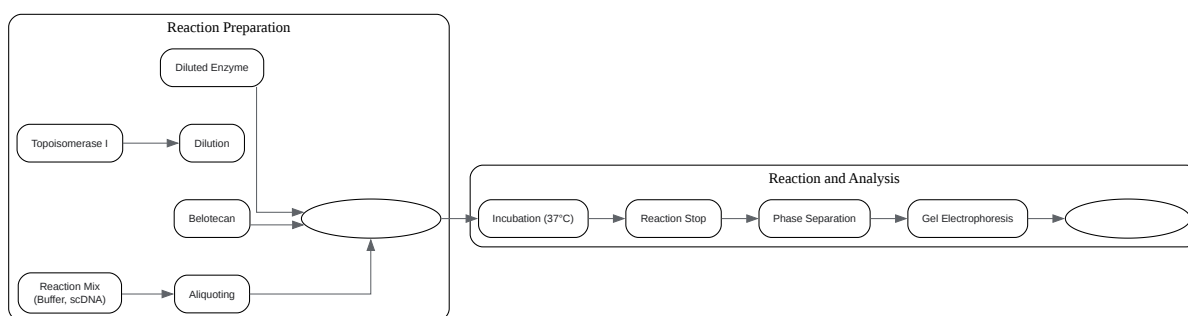 Reaction Preparation
Diluted Enzyme
Topoisomerase I
Dilution
Belotecan
Reaction Mix
(Buffer, scDNA)
Aliquoting
Reaction and Analysis
Incubation (37°C)
Reaction Stop
Phase Separation
Gel Electrophoresis